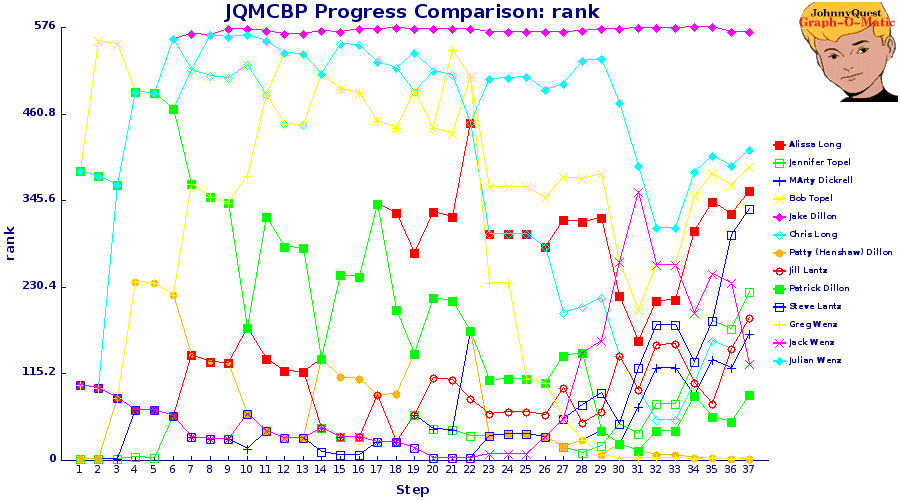 JQMCBP Progress Comparison: rank
JohnnyQuest
Graph-O-Matic
576
460.8
345.6
230.4
115.2
0
rank
1 2 3 4 5 6 7 8 9 10 11 12 13 14 15 16 17 18 19 20 21 22 23 24 25 26 27 28 29 30 31 32 33 34 35 36 37
Step
Alissa Long
Jennifer Topel
MArty Dickrell
Bob Topel
Jake Dillon
Chris Long
Patty (Henshaw) Dillon
Jill Lantz
Patrick Dillon
Steve Lantz
Greg Wenz
Jack Wenz
Julian Wenz